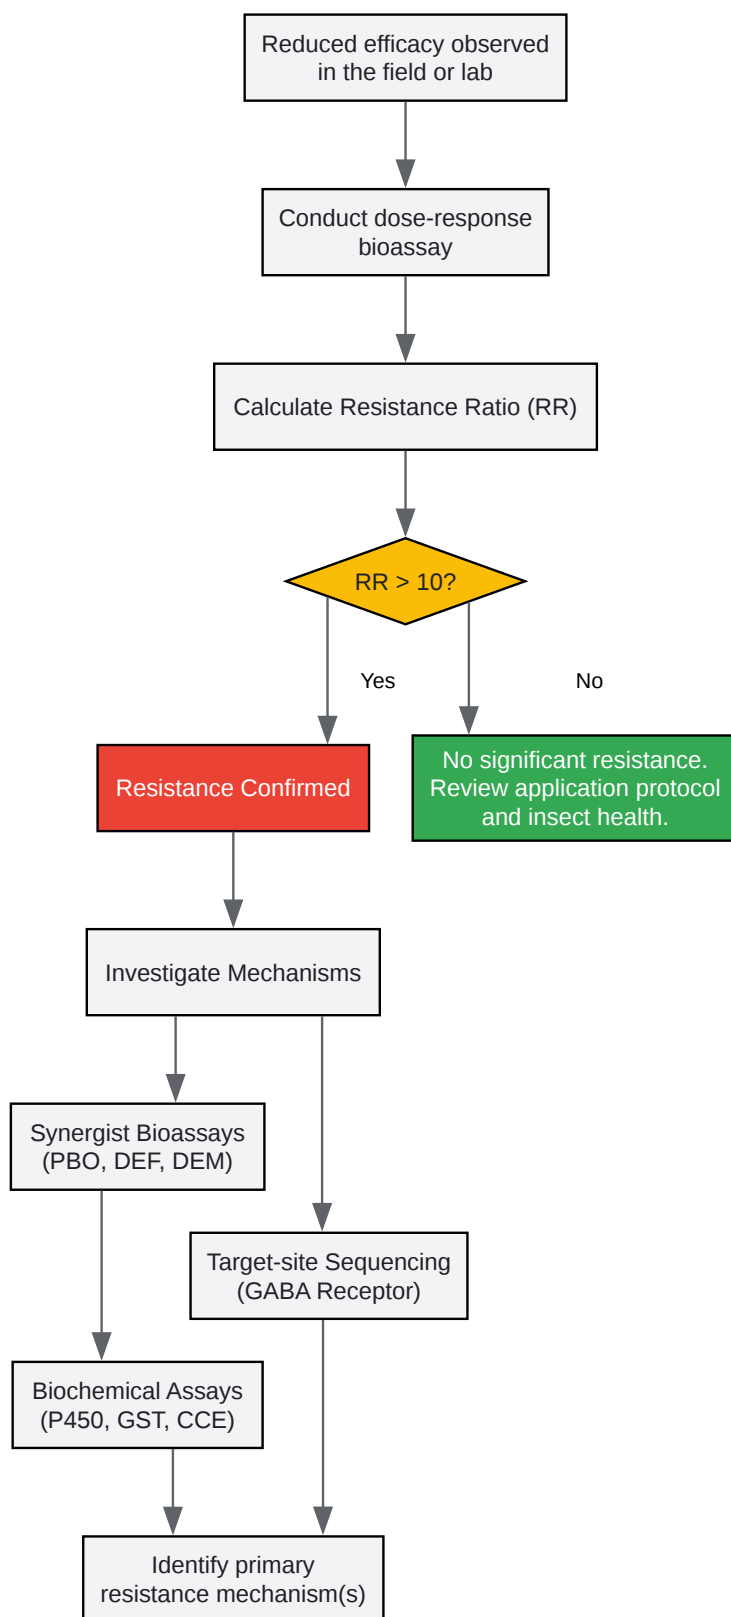 Reduced efficacy observed
in the field or lab
Conduct dose-response
bioassay
Calculate Resistance Ratio (RR)
RR > 10?
Yes
No
Resistance Confirmed
No significant resistance.
Review application protocol
and insect health.
Investigate Mechanisms
Synergist Bioassays
(PBO, DEF, DEM)
Target-site Sequencing
(GABA Receptor)
Biochemical Assays
(P450, GST, CCE)
Identify primary
resistance mechanism(s)